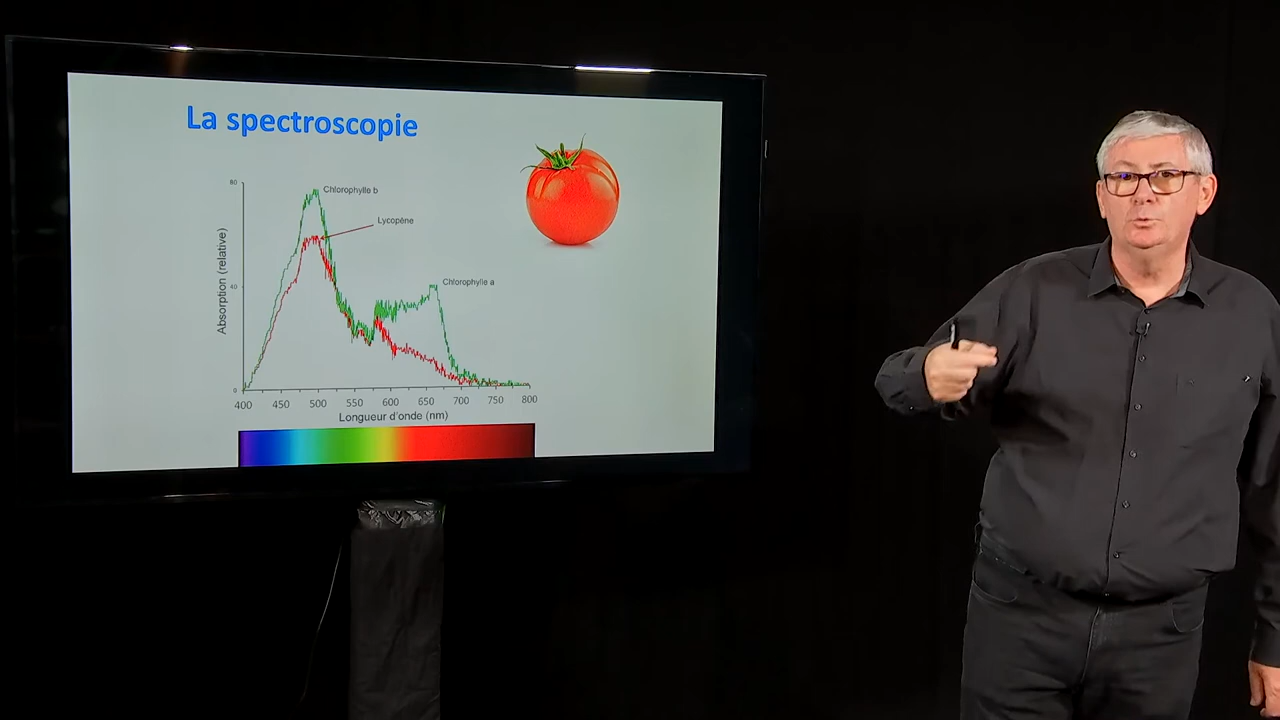 La spectroscopie
80
Chlorophylle b
Lycopène
40
Chlorophylle a
Absorption (relative)
0
400 450 500 550 600 650 700 750 800
Longueur d'onde (nm)